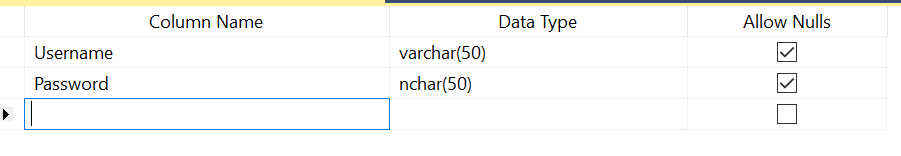 Column Name Data Type Allow Nulls
Username varchar(50)
Password nchar(50)